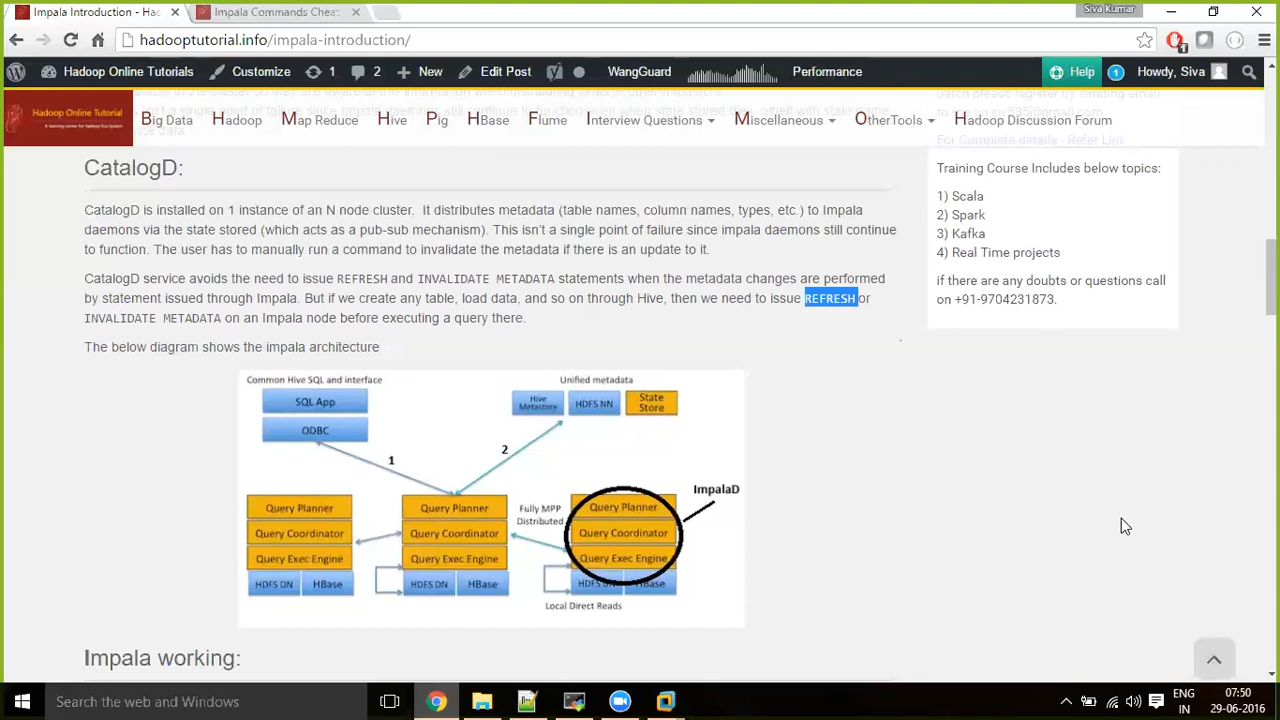 Impala Introduction - Ha
Impala Commands Chea
Siva Kumar
hadooptutorial.info/impala-introduction/
1
Hadoop Online Tutorials
Customize
1
2
New
Edit Post
WangGuard
Performance
Help
1
Howdy, Siva
Hadoop Online Tutorial
Big Data
Hadoop
Map Reduce
Hive
Pig
HBase
Flume
Interview Questions
Miscellaneous
OtherTools
Hadoop Discussion Forum
For Complete details - Refer Link
CatalogD:
CatalogD is installed on 1 instance of an N node cluster. It distributes metadata (table names, column names, types, etc.) to Impala
daemons via the state stored (which acts as a pub-sub mechanism). This isn't a single point of failure since impala daemons still continue
to function. The user has to manually run a command to invalidate the metadata if there is an update to it.
CatalogD service avoids the need to issue REFRESH and INVALIDATE METADATA statements when the metadata changes are performed
by statement issued through Impala. But if we create any table, load data, and so on through Hive, then we need to issue REFRESH or
INVALIDATE METADATA on an Impala node before executing a query there.
The below diagram shows the impala architecture
Training Course Includes below topics:
1) Scala
2) Spark
3) Kafka
4) Real Time projects
if there are any doubts or questions call
on +91-9704231873.
Common Hive SQL and interface
Unified metadata
SQL App
ODBC
Hive
Metastore
HDFS NN
State
Store
1
2
ImpalaD
Query Planner
Query Coordinator
Query Exec Engine
HDFS DN
HBase
Query Planner
Query Coordinator
Query Exec Engine
HDFS DN
HBase
Fully MPP
Distributed
Query Planner
Query Coordinator
Query Exec Engine
HDFS DN
HBase
Local Direct Reads
Impala working:
Search the web and Windows
ENG
IN
07:50
29-06-2016